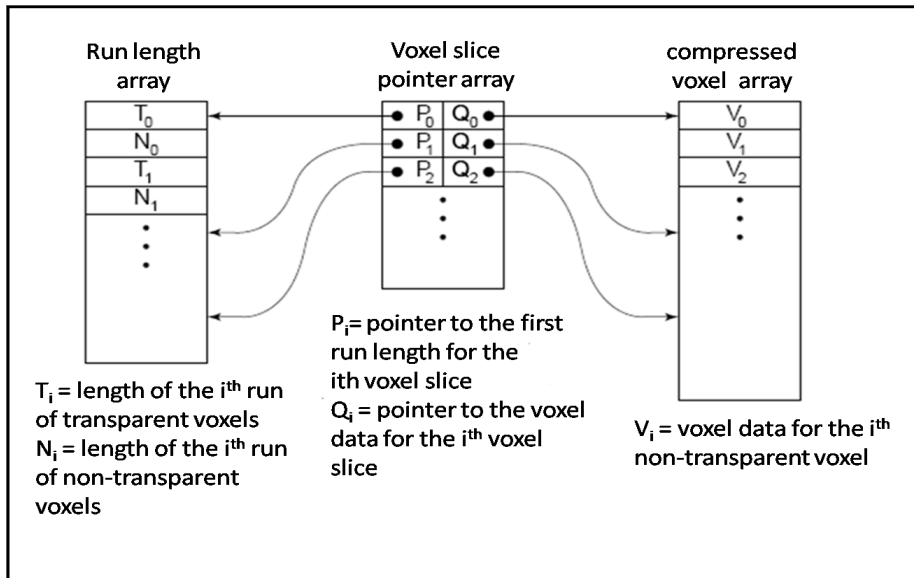 Run length
array
Voxel slice
pointer array
compressed
voxel array
T₀
N₀
T₁
N₁
P₀ Q₀
P₁ Q₁
P₂ Q₂
V₀
V₁
V₂
Tᵢ = length of the iᵗʰ run
of transparent voxels
Nᵢ = length of the iᵗʰ run
of non-transparent
voxels
Pᵢ= pointer to the first
run length for the
ith voxel slice
Qᵢ = pointer to the voxel
data for the iᵗʰ voxel
slice
Vᵢ = voxel data for the iᵗʰ
non-transparent voxel